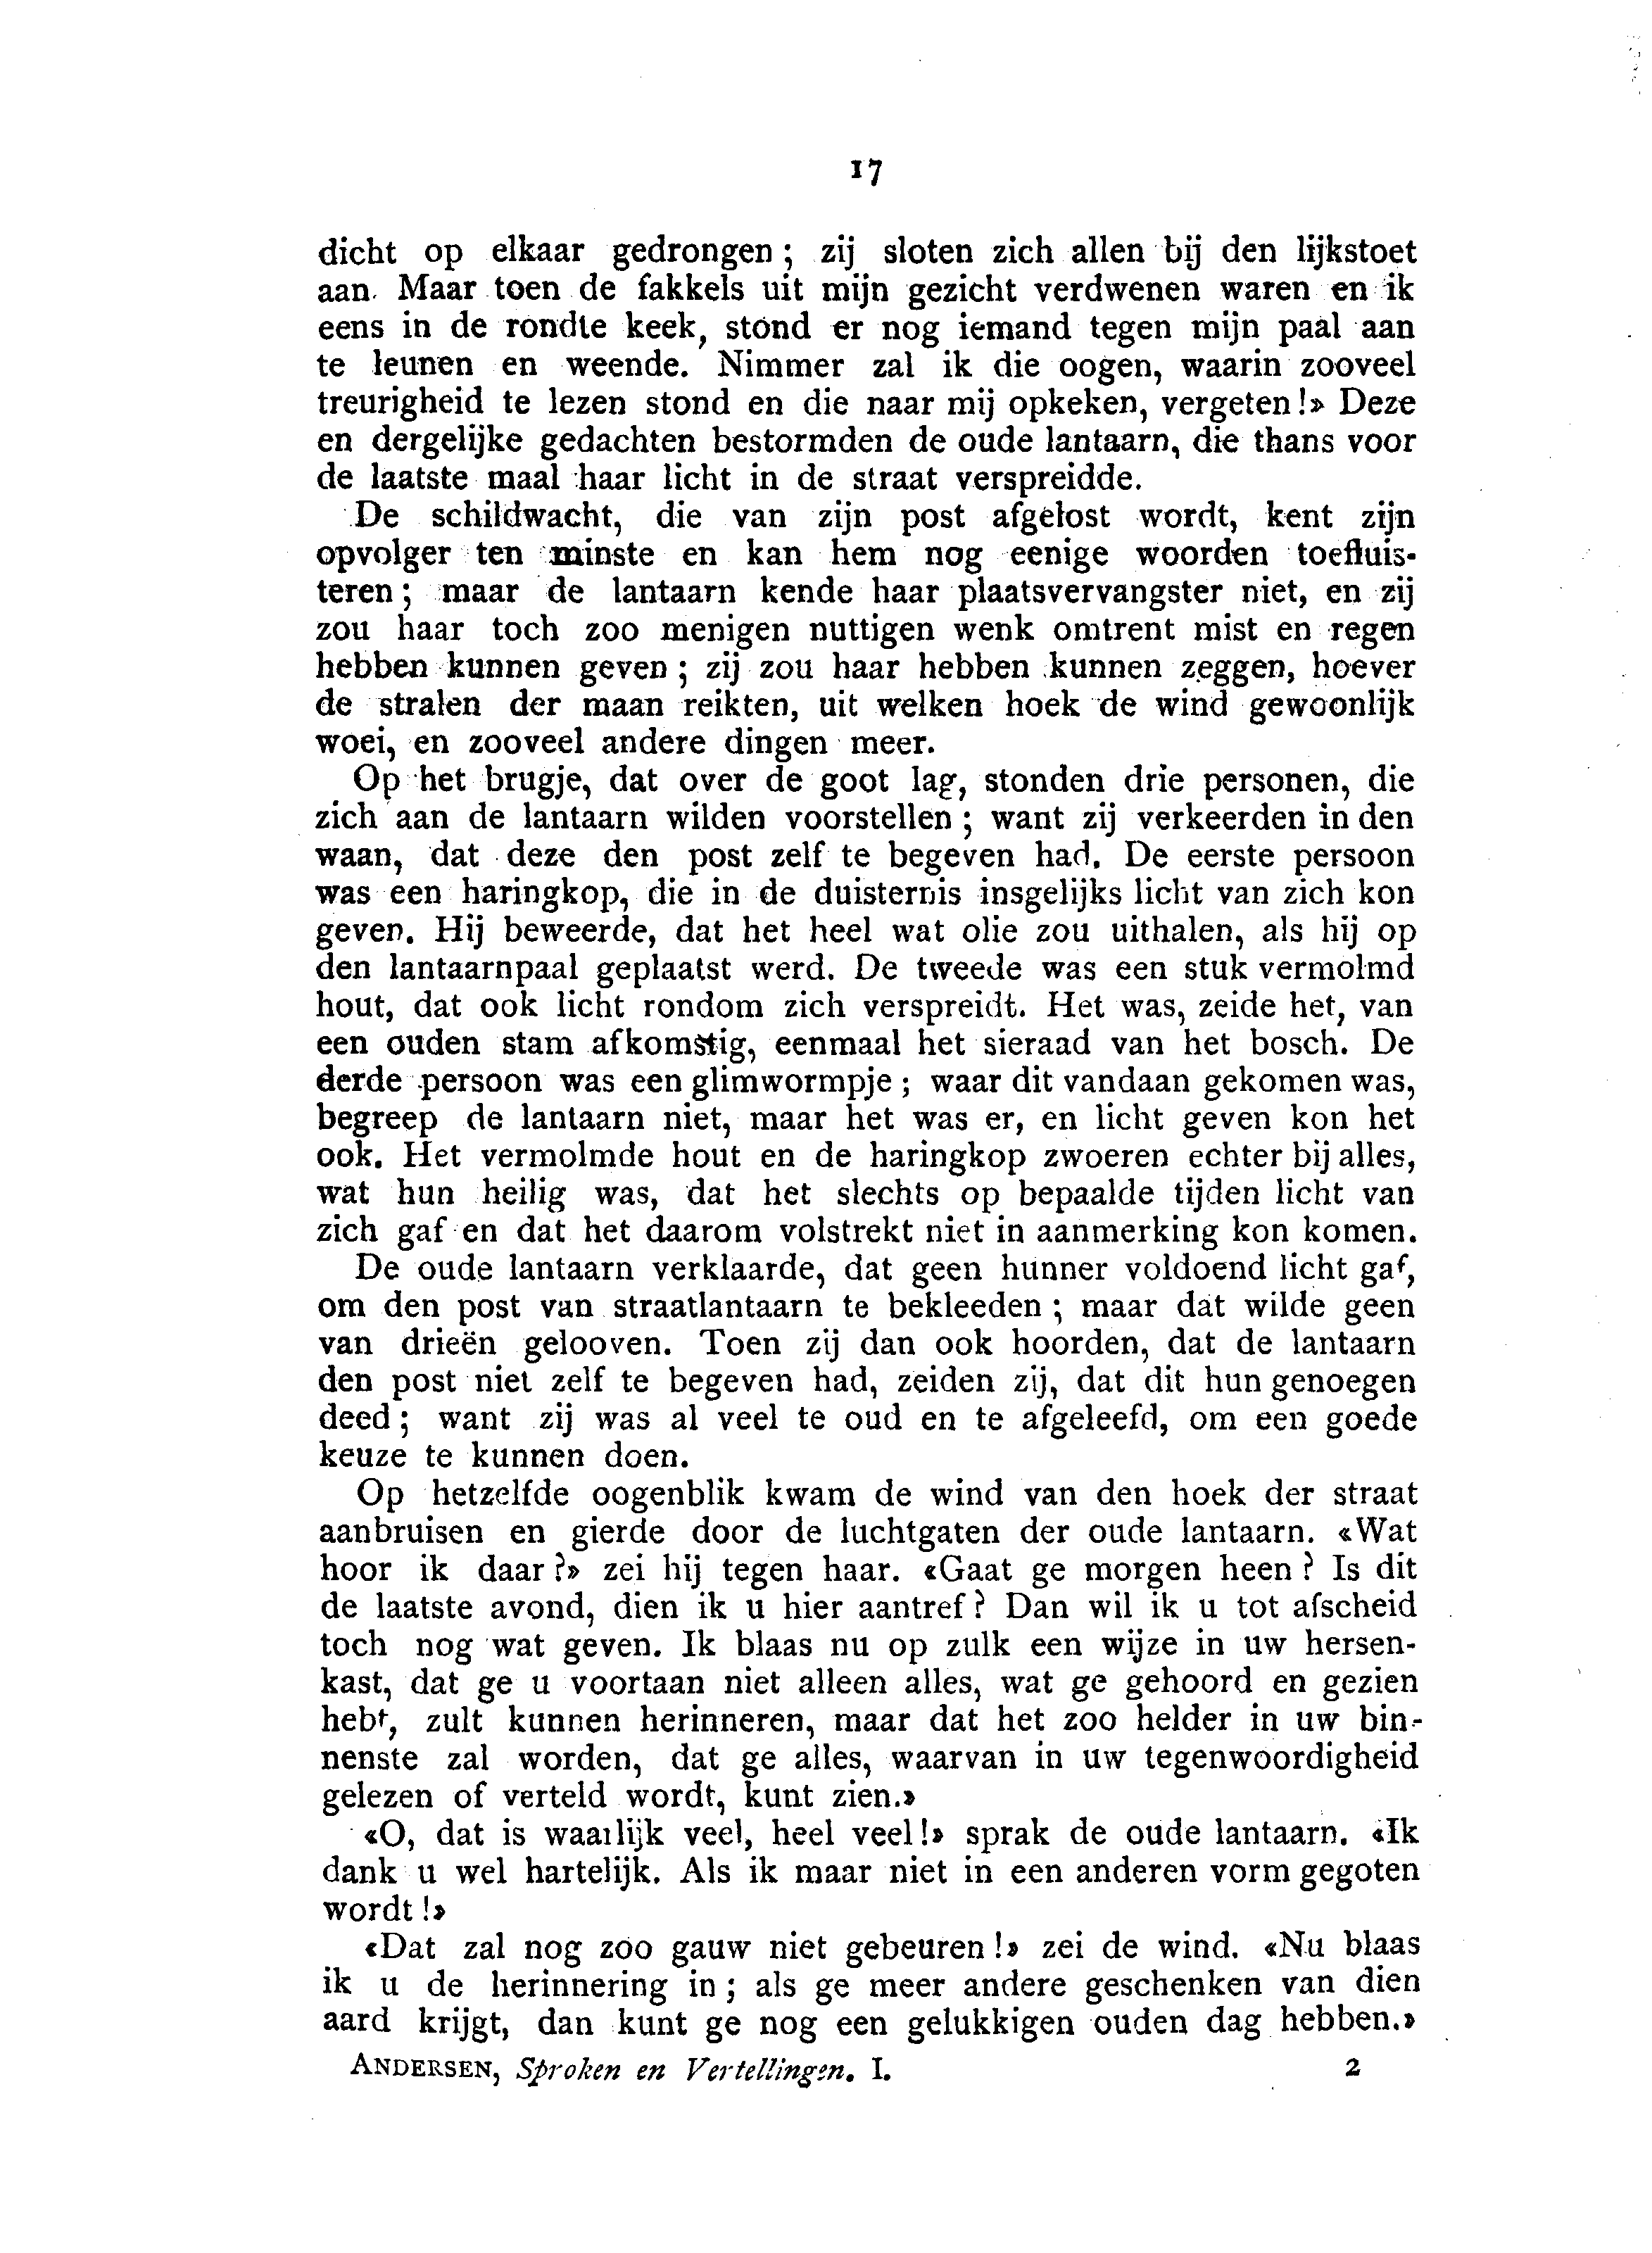 17
dicht op elkaar gedrongen ; zij sloten zich allen bij den lijkstoet
aan. Maar toen de fakkels uit mijn gezicht verdwenen waren en ik
eens in de rondte keek, stond er nog iemand tegen mijn paal aan
te leunen en weende. Nimmer zal ik die oogen, waarin zooveel
treurigheid te lezen stond en die naar mij opkeken, vergeten !» Deze
en dergelijke gedachten bestormden de oude lantaarn, die thans voor
de laatste maal haar licht in de straat verspreidde.
De schildwacht, die van zijn post afgelost wordt, kent zijn
opvolger ten minste en kan hem nog eenige woorden toefluis-
teren ; maar de lantaarn kende haar plaatsvervangster niet, en zij
zou haar toch zoo menigen nuttigen wenk omtrent mist en regen
hebben kunnen geven ; zij zou haar hebben kunnen zeggen, hoever
de stralen der maan reikten, uit welken hoek de wind gewoonlijk
woei, en zooveel andere dingen meer.
Op het brugje, dat over de goot lag, stonden drie personen, die
zich aan de lantaarn wilden voorstellen ; want zij verkeerden in den
waan, dat deze den post zelf te begeven had. De eerste persoon
was een haringkop, die in de duisternis insgelijks licht van zich kon
geven. Hij beweerde, dat het heel wat olie zou uithalen, als hij op
den lantaarnpaal geplaatst werd. De tweede was een stuk vermolmd
hout, dat ook licht rondom zich verspreidt. Het was, zeide het, van
een ouden stam afkomstig, eenmaal het sieraad van het bosch. De
derde persoon was een glimwormpje ; waar dit vandaan gekomen was,
begreep de lantaarn niet, maar het was er, en licht geven kon het
ook. Het vermolmde hout en de haringkop zwoeren echter bij alles,
wat hun heilig was, dat het slechts op bepaalde tijden licht van
zich gaf en dat het daarom volstrekt niet in aanmerking kon komen.
De oude lantaarn verklaarde, dat geen hunner voldoend licht gaf,
om den post van straatlantaarn te bekleeden ; maar dat wilde geen
van drieën gelooven. Toen zij dan ook hoorden, dat de lantaarn
den post niet zelf te begeven had, zeiden zij, dat dit hun genoegen
deed ; want zij was al veel te oud en te afgeleefd, om een goede
keuze te kunnen doen.
Op hetzelfde oogenblik kwam de wind van den hoek der straat
aanbruisen en gierde door de luchtgaten der oude lantaarn. «Wat
hoor ik daar ?» zei hij tegen haar. «Gaat ge morgen heen ? Is dit
de laatste avond, dien ik u hier aantref ? Dan wil ik u tot afscheid
toch nog wat geven. Ik blaas nu op zulk een wijze in uw hersen-
kast, dat ge u voortaan niet alleen alles, wat ge gehoord en gezien
hebt, zult kunnen herinneren, maar dat het zoo helder in uw bin-
nenste zal worden, dat ge alles, waarvan in uw tegenwoordigheid
gelezen of verteld wordt, kunt zien.»
«O, dat is waarlijk veel, heel veel !» sprak de oude lantaarn. «Ik
dank u wel hartelijk. Als ik maar niet in een anderen vorm gegoten
wordt !»
«Dat zal nog zoo gauw niet gebeuren !» zei de wind. «Nu blaas
ik u de herinnering in ; als ge meer andere geschenken van dien
aard krijgt, dan kunt ge nog een gelukkigen ouden dag hebben.»
ANDERSEN, Sproken en Vertellingen. I. 2